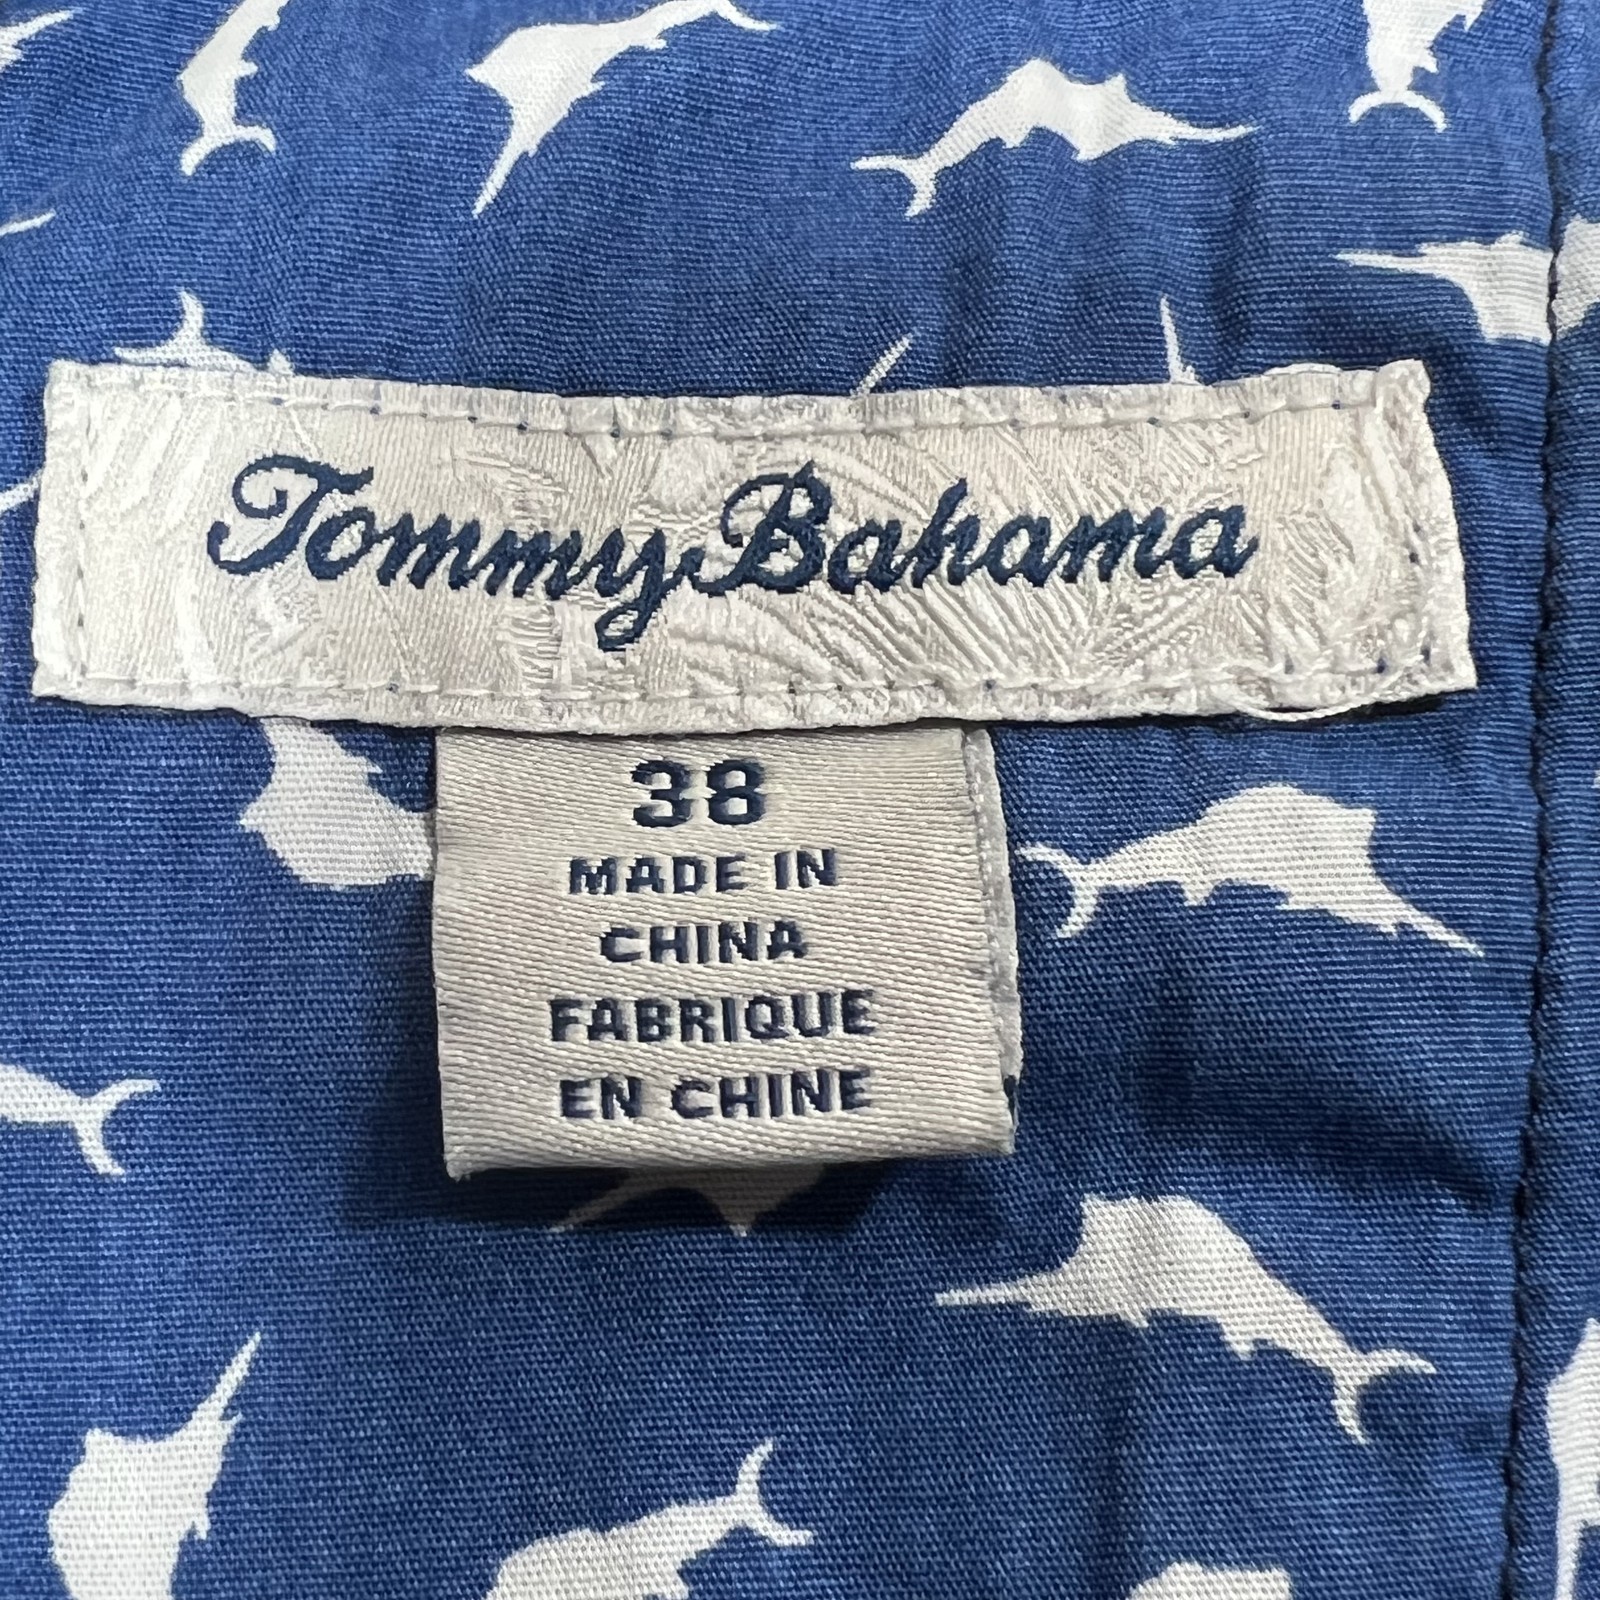 Tommy Bahama
38
MADE IN
CHINA
FABRIQUE
EN CHINE